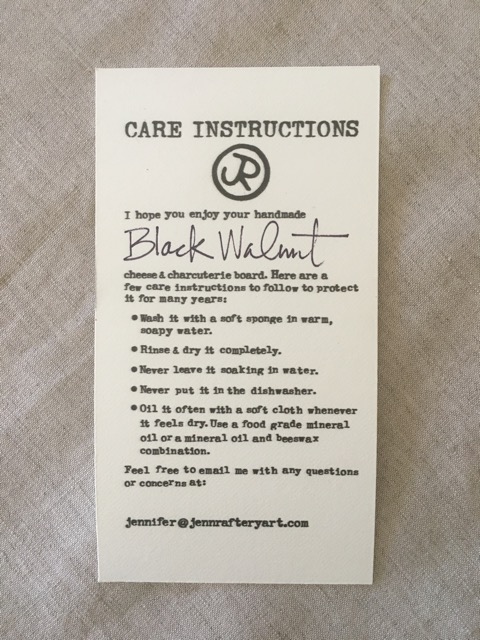 CARE INSTRUCTIONS
JR
I hope you enjoy your handmade
Black Walnut
cheese & charcuterie board. Here are a
few care instructions to follow to protect
it for many years:
• Wash it with a soft sponge in warm,
soapy water.
• Rinse & dry it completely.
• Never leave it soaking in water.
• Never put it in the dishwasher.
• Oil it often with a soft cloth whenever
it feels dry. Use a food grade mineral
oil or a mineral oil and beeswax
combination.
Feel free to email me with any questions
or concerns at:
jennifer@jennrafteryart.com